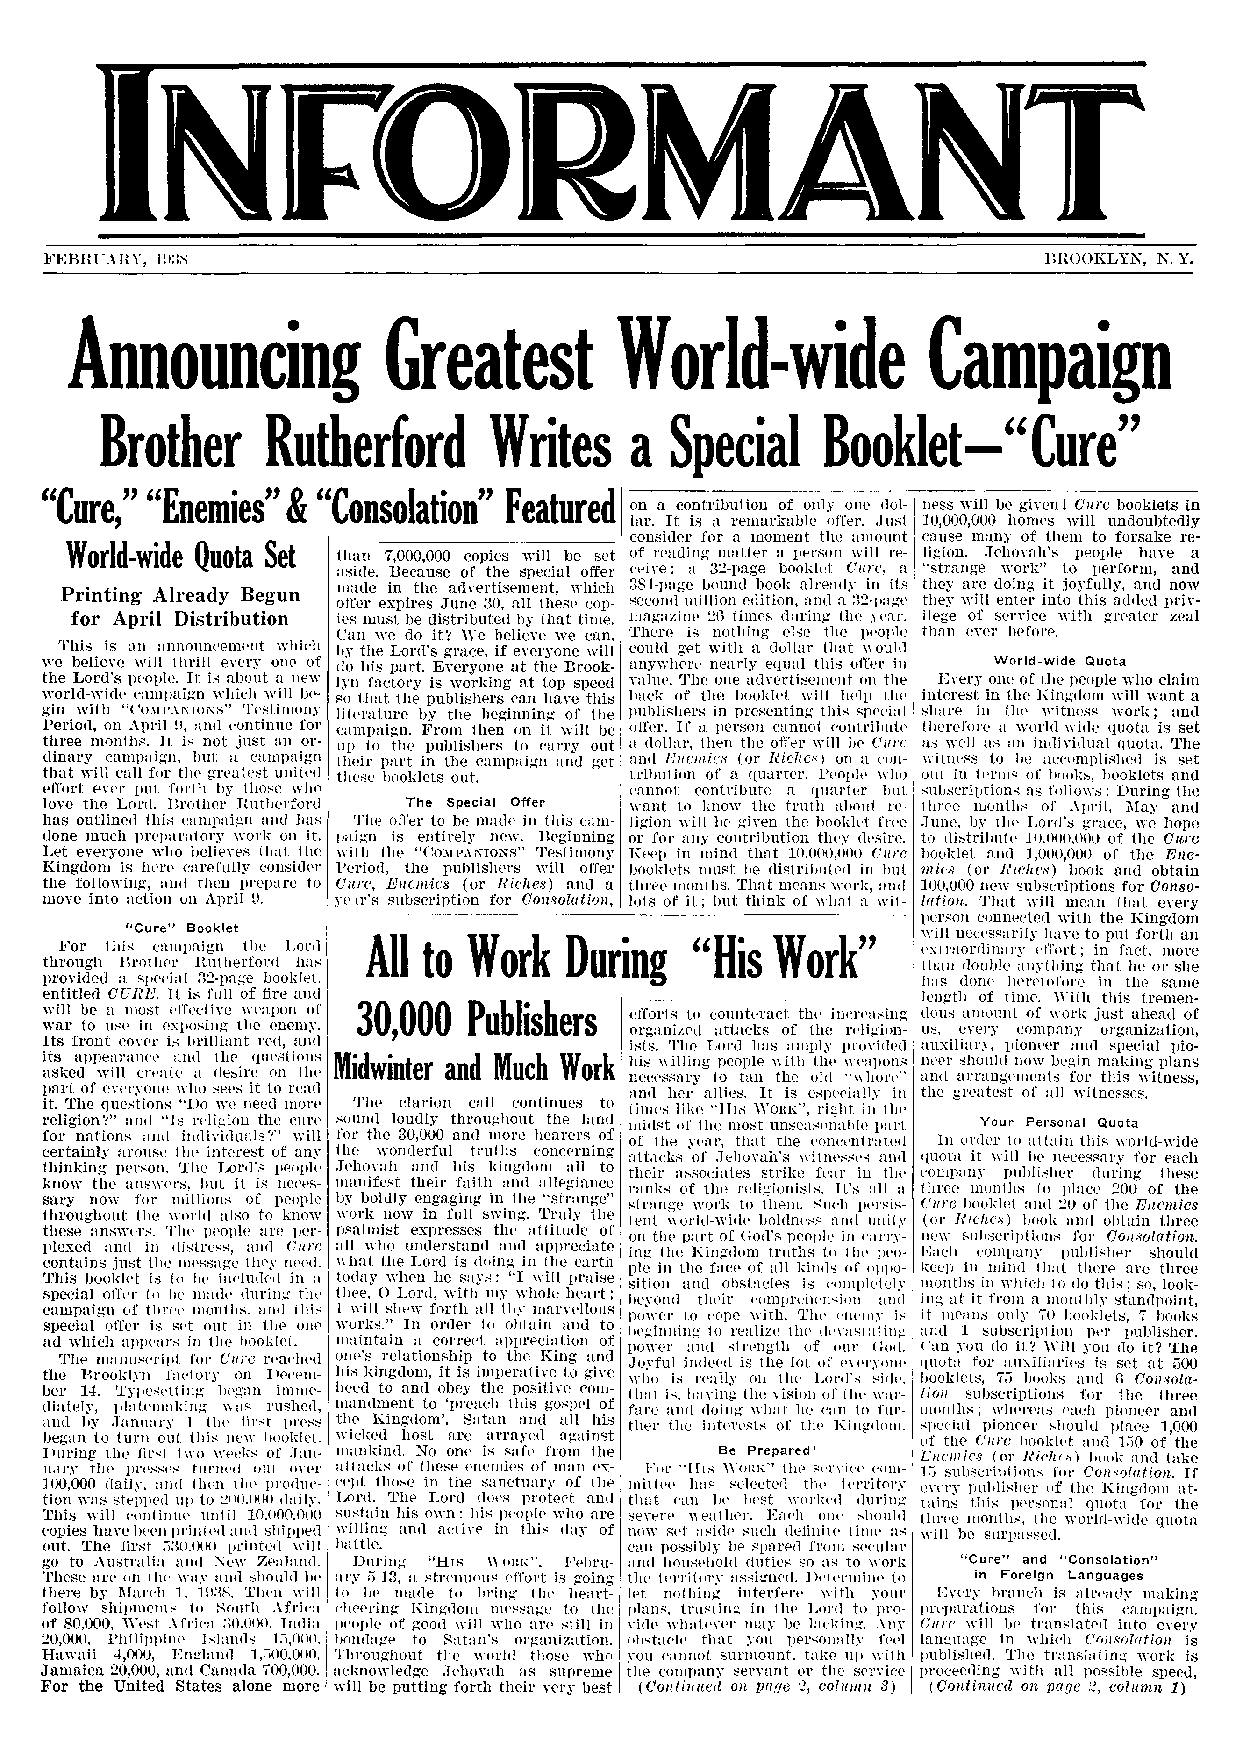 INFORMANT
FEBRUARY, 1938
BROOKLYN, N. Y.
Announcing Greatest World-wide Campaign
Brother Rutherford Writes a Special Booklet—“Cure”
“Cure,” “Enemies” & “Consolation” Featured
World-wide Quota Set
Printing Already Begun
for April Distribution
This is an announcement which
we believe will thrill every one of
the Lord's people. It is about a new
world-wide campaign which will be-
gin with “COMPANIONS” Testimony
Period, on April 9, and continue for
three months. It is not just an or-
dinary campaign, but a campaign
that will call for the greatest united
effort ever put forth by those who
love the Lord. Brother Rutherford
has outlined this campaign and has
done much preparatory work on it.
Let everyone who believes that the
Kingdom is here carefully consider
the following, and then prepare to
move into action on April 9.
“Cure” Booklet
For this campaign the Lord
through Brother Rutherford has
provided a special 32-page booklet,
entitled CURE. It is full of fire and
will be a most effective weapon of
war to use in exposing the enemy.
Its front cover is brilliant red, and
its appearance and the questions
asked will create a desire on the
part of everyone who sees it to read
it. The questions “Do we need more
religion?” and “Is religion the cure
for nations and individuals?” will
certainly arouse the interest of any
thinking person. The Lord's people
know the answers, but it is neces-
sary now for millions of people
throughout the world also to know
these answers. The people are per-
plexed and in distress, and Cure
contains just the message they need.
This booklet is to be included in a
special offer to be made during the
campaign of three months, and this
special offer is set out in the one
ad which appears in the booklet.
The manuscript for Cure reached
the Brooklyn factory on Decem-
ber 14. Typesetting began imme-
diately, platemaking was rushed,
and by January 1 the first press
began to turn out this new booklet.
During the first two weeks of Jan-
uary the presses turned out over
100,000 daily, and then the produc-
tion was stepped up to 200,000 daily.
This will continue until 10,000,000
copies have been printed and shipped
out. The first 530,000 printed will
go to Australia and New Zealand.
These are on the way and should be
there by March 1, 1938. Then will
follow shipments to South Africa
of 80,000, West Africa 30,000, India
20,000, Philippine Islands 15,000,
Hawaii 4,000, England 1,500,000,
Jamaica 20,000, and Canada 700,000.
For the United States alone more
than 7,000,000 copies will be set
aside. Because of the special offer
made in the advertisement, which
offer expires June 30, all these cop-
ies must be distributed by that time.
Can we do it? We believe we can,
by the Lord's grace, if everyone will
do his part. Everyone at the Brook-
lyn factory is working at top speed
so that the publishers can have this
literature by the beginning of the
campaign. From then on it will be
up to the publishers to carry out
their part in the campaign and get
these booklets out.
The Special Offer
The offer to be made in this cam-
paign is entirely new. Beginning
with the “COMPANIONS” Testimony
Period, the publishers will offer
Cure, Enemies (or Riches) and a
year's subscription for Consolation,
on a contribution of only one dol-
lar. It is a remarkable offer. Just
consider for a moment the amount
of reading matter a person will re-
ceive: a 32-page booklet Cure, a
384-page bound book already in its
second million edition, and a 32-page
magazine 26 times during the year.
There is nothing else the people
could get with a dollar that would
anywhere nearly equal this offer in
value. The one advertisement on the
back of the booklet will help the
publishers in presenting this special
offer. If a person cannot contribute
a dollar, then the offer will be Cure
and Enemies (or Riches) on a con-
tribution of a quarter. People who
cannot contribute a quarter but
want to know the truth about re-
ligion will be given the booklet free
or for any contribution they desire.
Keep in mind that 10,000,000 Cure
booklets must be distributed in but
three months. That means work, and
lots of it; but think of what a wit-
ness will be given! Cure booklets in
10,000,000 homes will undoubtedly
cause many of them to forsake re-
ligion. Jehovah's people have a
“strange work” to perform, and
they are doing it joyfully, and now
they will enter into this added priv-
ilege of service with greater zeal
than ever before.
World-wide Quota
Every one of the people who claim
interest in the Kingdom will want a
share in the witness work; and
therefore a world-wide quota is set
as well as an individual quota. The
witness to be accomplished is set
out in terms of books, booklets and
subscriptions as follows: During the
three months of April, May and
June, by the Lord's grace, we hope
to distribute 10,000,000 of the Cure
booklet and 1,000,000 of the Ene-
mies (or Riches) book and obtain
100,000 new subscriptions for Conso-
lation. That will mean that every
person connected with the Kingdom
will necessarily have to put forth an
extraordinary effort; in fact, more
than double anything that he or she
has done heretofore in the same
length of time. With this tremen-
dous amount of work just ahead of
us, every company organization,
auxiliary, pioneer and special pio-
neer should now begin making plans
and arrangements for this witness,
the greatest of all witnesses.
Your Personal Quota
In order to attain this world-wide
quota it will be necessary for each
company publisher during these
three months to place 200 of the
Cure booklet and 20 of the Enemies
(or Riches) book and obtain three
new subscriptions for Consolation.
Each company publisher should
keep in mind that there are three
months in which to do this; so, look-
ing at it from a monthly standpoint,
it means only 70 booklets, 7 books
and 1 subscription per publisher.
Can you do it? Will you do it? The
quota for auxiliaries is set at 500
booklets, 75 books and 6 Consola-
tion subscriptions for the three
months; whereas each pioneer and
special pioneer should place 1,000
of the Cure booklet and 150 of the
Enemies (or Riches) book and take
15 subscriptions for Consolation. If
every publisher of the Kingdom at-
tains this personal quota for the
three months, the world-wide quota
will be surpassed.
“Cure” and “Consolation”
in Foreign Languages
Every branch is already making
preparations for this campaign.
Cure will be translated into every
language in which Consolation is
published. The translating work is
proceeding with all possible speed,
(Continued on page 2, column 1)
All to Work During “His Work”
30,000 Publishers
Midwinter and Much Work
The clarion call continues to
sound loudly throughout the land
for the 30,000 and more hearers of
the wonderful truths concerning
Jehovah and his kingdom all to
manifest their faith and allegiance
by boldly engaging in the “strange”
work now in full swing. Truly the
psalmist expresses the attitude of
all who understand and appreciate
what the Lord is doing in the earth
today when he says: “I will praise
thee, O Lord, with my whole heart;
I will shew forth all thy marvellous
works.” In order to obtain and to
maintain a correct appreciation of
one's relationship to the King and
his kingdom, it is imperative to give
heed to and obey the positive com-
mandment to ‘preach this gospel of
the Kingdom’. Satan and all his
wicked host are arrayed against
mankind. No one is safe from the
attacks of these enemies of man ex-
cept those in the sanctuary of the
Lord. The Lord does protect and
sustain his own: his people who are
willing and active in this day of
battle.
During “HIS WORK”, Febru-
ary 5-13, a strenuous effort is going
to be made to bring the heart-
cheering Kingdom message to the
people of good will who are still in
bondage to Satan's organization.
Throughout the world those who
acknowledge Jehovah as supreme
will be putting forth their very best
efforts to counteract the increasing
organized attacks of the religion-
ists. The Lord has amply provided
his willing people with the weapons
necessary to tan the old “whore”
and her allies. It is especially in
times like “HIS WORK”, right in the
midst of the most unseasonable part
of the year, that the concentrated
attacks of Jehovah's witnesses and
their associates strike fear in the
ranks of the religionists. It's all a
strange work to them. Such persis-
tent world-wide boldness and unity
on the part of God's people in carry-
ing the Kingdom truths to the peo-
ple in the face of all kinds of oppo-
sition and obstacles is completely
beyond their comprehension and
power to cope with. The enemy is
beginning to realize the devastating
power and strength of our God.
Joyful indeed is the lot of everyone
who is really on the Lord's side,
that is, having the vision of the war-
fare and doing what he can to fur-
ther the interests of the Kingdom.
Be Prepared!
For “HIS WORK” the service com-
mittee has selected the territory
that can be best worked during
severe weather. Each one should
now set aside such definite time as
can possibly be spared from secular
and household duties so as to work
the territory assigned. Determine to
let nothing interfere with your
plans, trusting in the Lord to pro-
vide whatever may be lacking. Any
obstacle that you personally feel
you cannot surmount, take up with
the company servant or the service
(Continued on page 2, column 3)